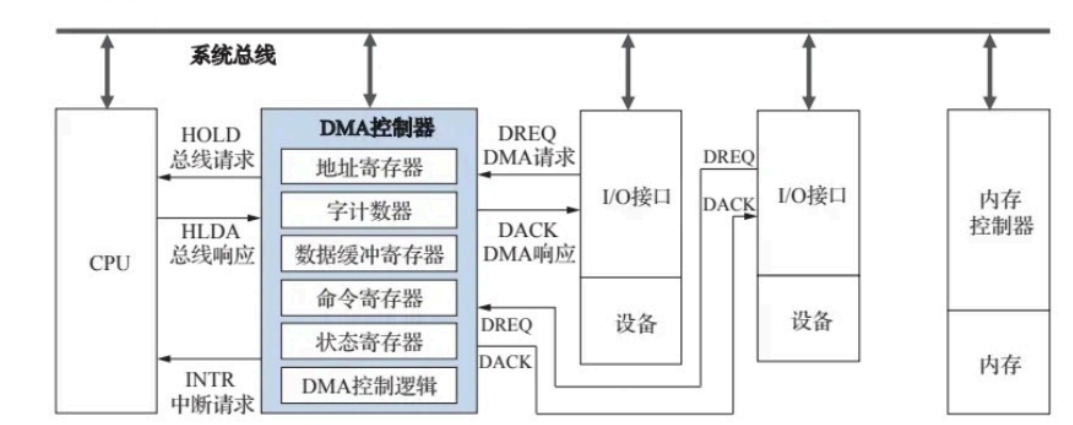 系统总线
CPU
HOLD
总线请求
HLDA
总线响应
INTR
中断请求
DMA控制器
地址寄存器
字计数器
数据缓冲寄存器
命令寄存器
状态寄存器
DMA控制逻辑
DREQ
DMA请求
DACK
DMA响应
DREQ
DACK
I/O接口
设备
DREQ
DACK
I/O接口
设备
内存
控制器
内存